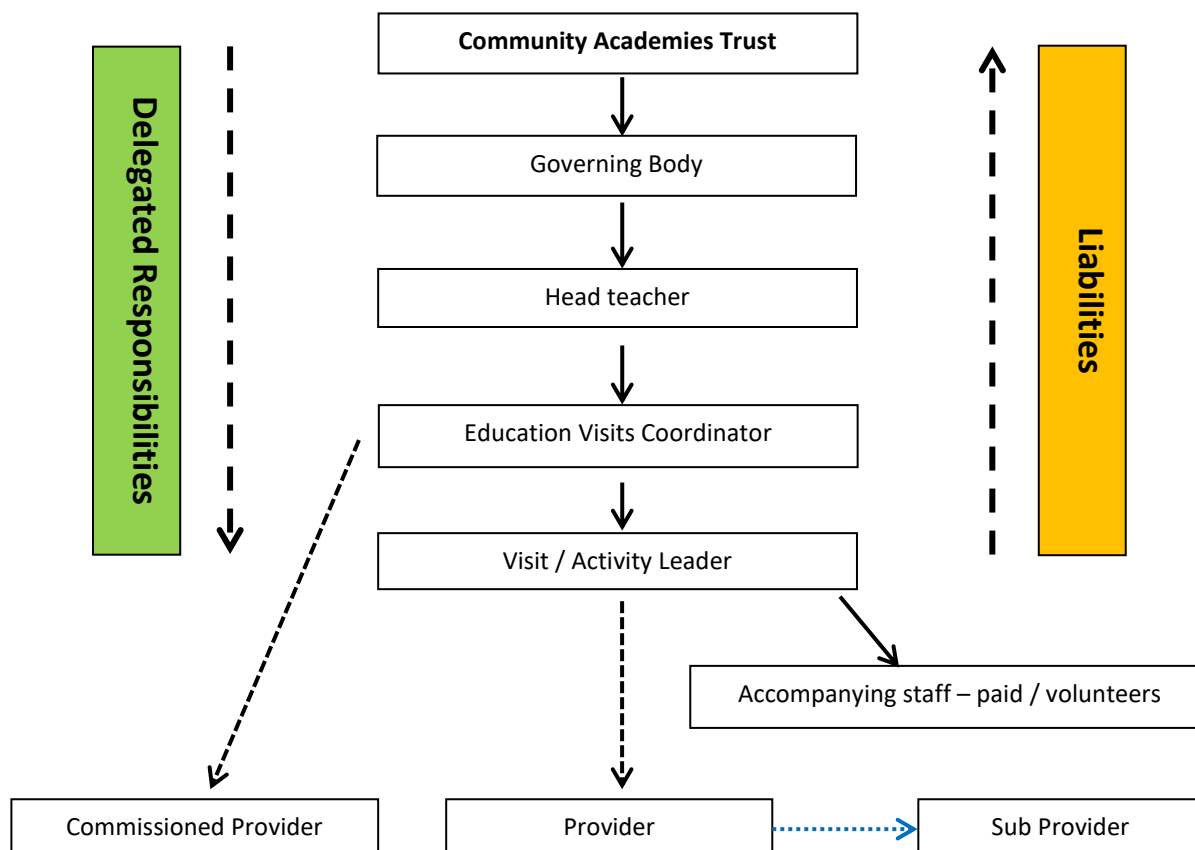 Community Academies Trust
Delegated Responsibilities
Liabilities
Governing Body
Head teacher
Education Visits Coordinator
Visit / Activity Leader
Accompanying staff – paid / volunteers
Commissioned Provider
Provider
Sub Provider